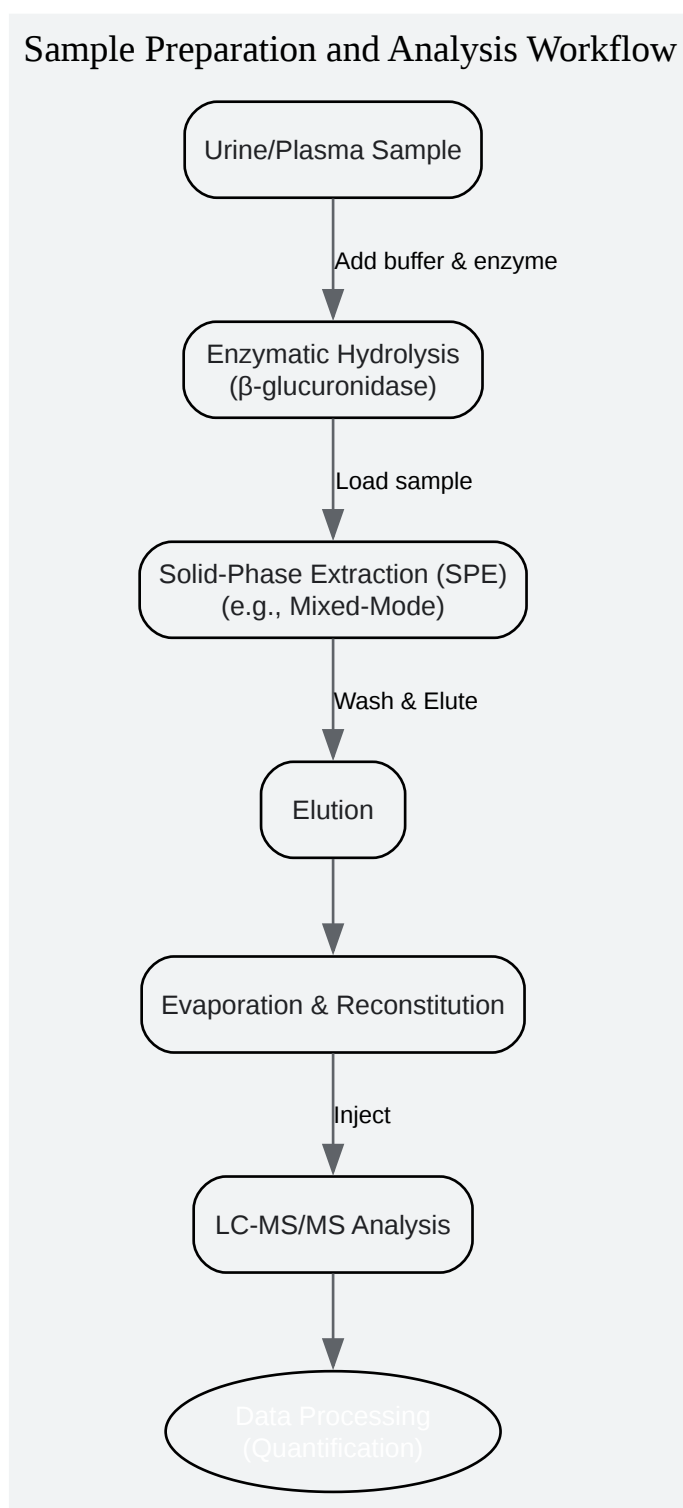 Sample Preparation and Analysis Workflow
Urine/Plasma Sample
Add buffer & enzyme
Enzymatic Hydrolysis
(β-glucuronidase)
Load sample
Solid-Phase Extraction (SPE)
(e.g., Mixed-Mode)
Wash & Elute
Elution
Evaporation & Reconstitution
Inject
LC-MS/MS Analysis
Data Processing
(Quantification)